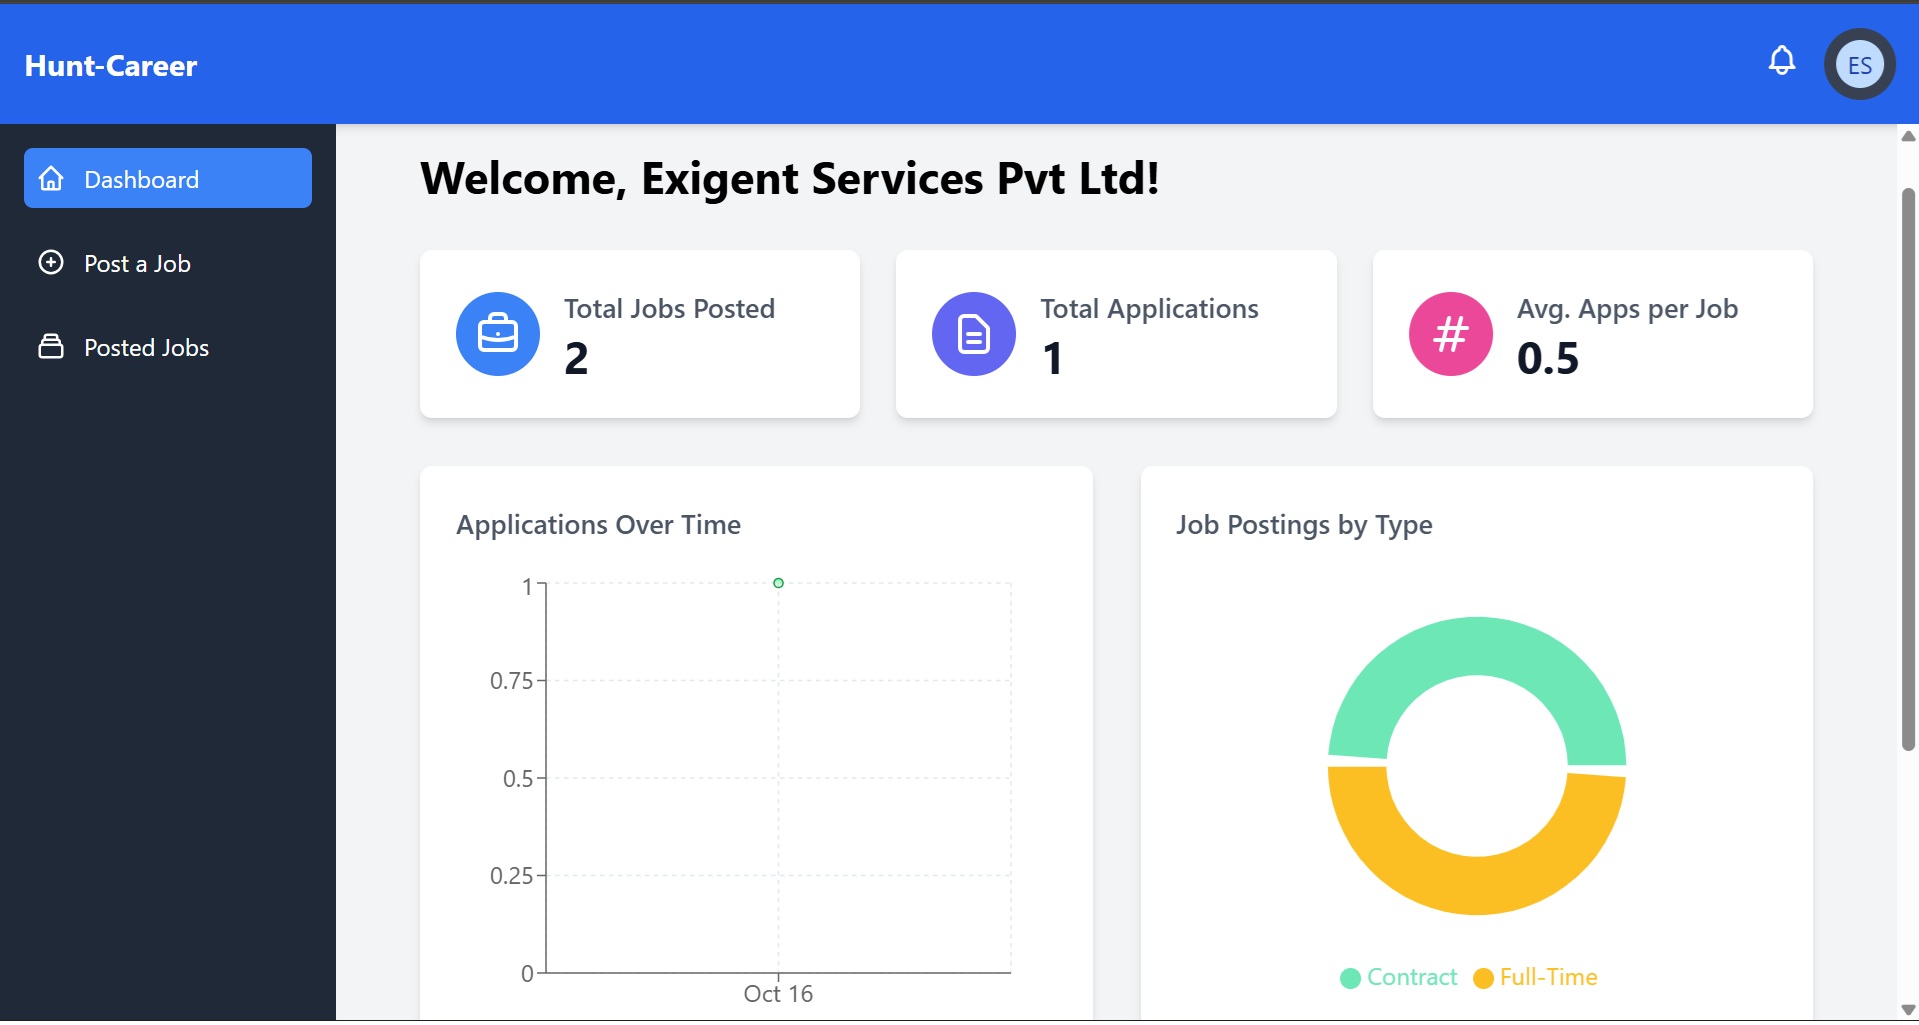 Hunt-Career
ES
Dashboard
Post a Job
Posted Jobs
Welcome, Exigent Services Pvt Ltd!
Total Jobs Posted
2
Total Applications
1
Avg. Apps per Job
0.5
Applications Over Time
1
0.75
0.5
0.25
0
Oct 16
Job Postings by Type
Contract
Full-Time